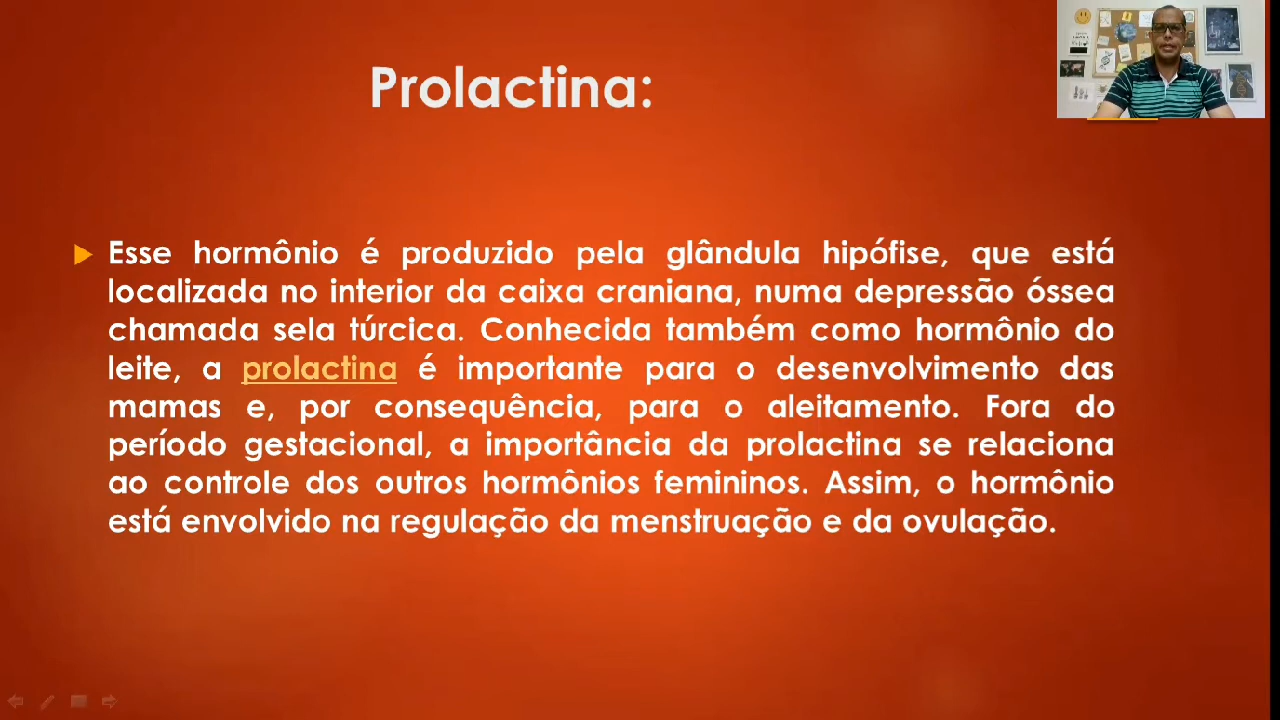 Prolactina:
Esse hormônio é produzido pela glândula hipófise, que está
localizada no interior da caixa craniana, numa depressão óssea
chamada sela túrcica. Conhecida também como hormônio do
leite, a prolactina é importante para o desenvolvimento das
mamas e, por consequência, para o aleitamento. Fora do
período gestacional, a importância da prolactina se relaciona
ao controle dos outros hormônios femininos. Assim, o hormônio
está envolvido na regulação da menstruação e da ovulação.